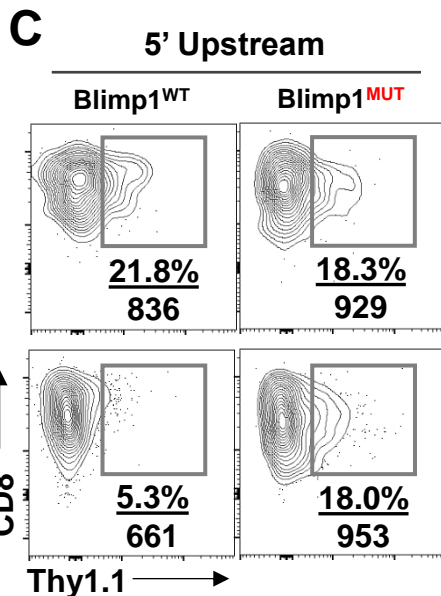 C
5’ Upstream
Blimp1WT Blimp1MUT
21.8% 18.3%
836 929
5.3% 18.0%
661 953
CD8
Thy1.1